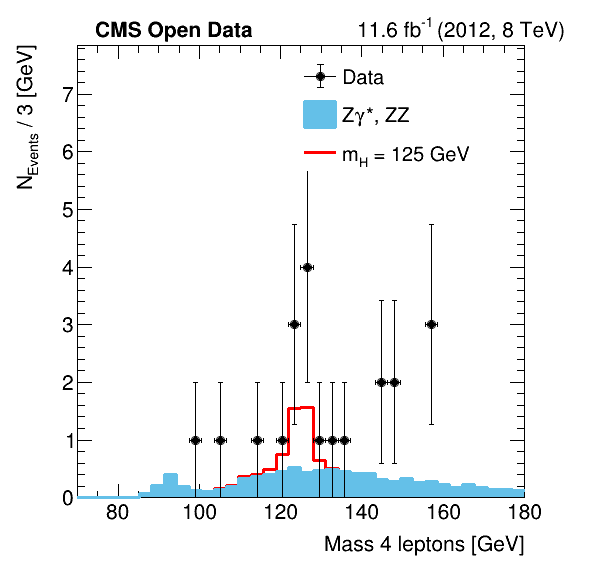 CMS Open Data 11.6 fb⁻¹ (2012, 8 TeV)
N_Events / 3 [GeV]
Data
Zγ*, ZZ
m_H = 125 GeV
7
6
5
4
3
2
1
0
80 100 120 140 160 180
Mass 4 leptons [GeV]